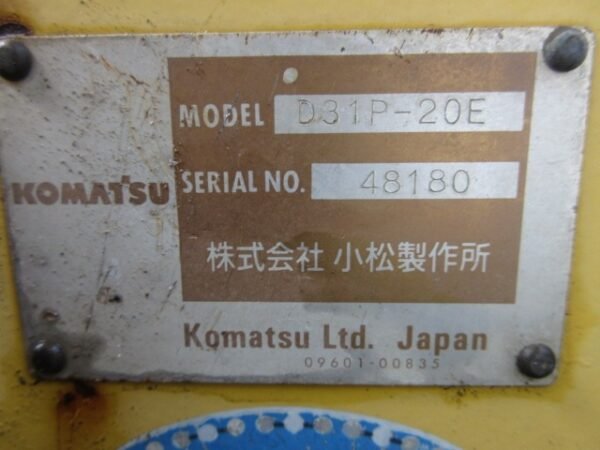 MODEL D31P-20E
KOMATSU SERIAL NO. 48180
株式会社 小松製作所
Komatsu Ltd. Japan
09601-00835